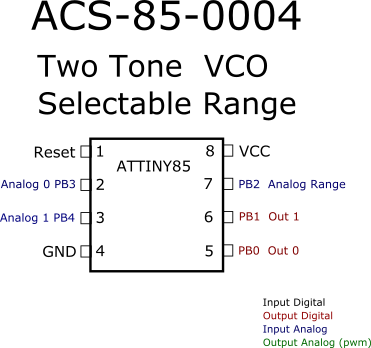 ACS-85-0004
Two Tone VCO
Selectable Range
Reset 1 8 VCC
ATTINY85
Analog 0 PB3 2 7 PB2 Analog Range
Analog 1 PB4 3 6 PB1 Out 1
GND 4 5 PB0 Out 0
Input Digital
Output Digital
Input Analog
Output Analog (pwm)